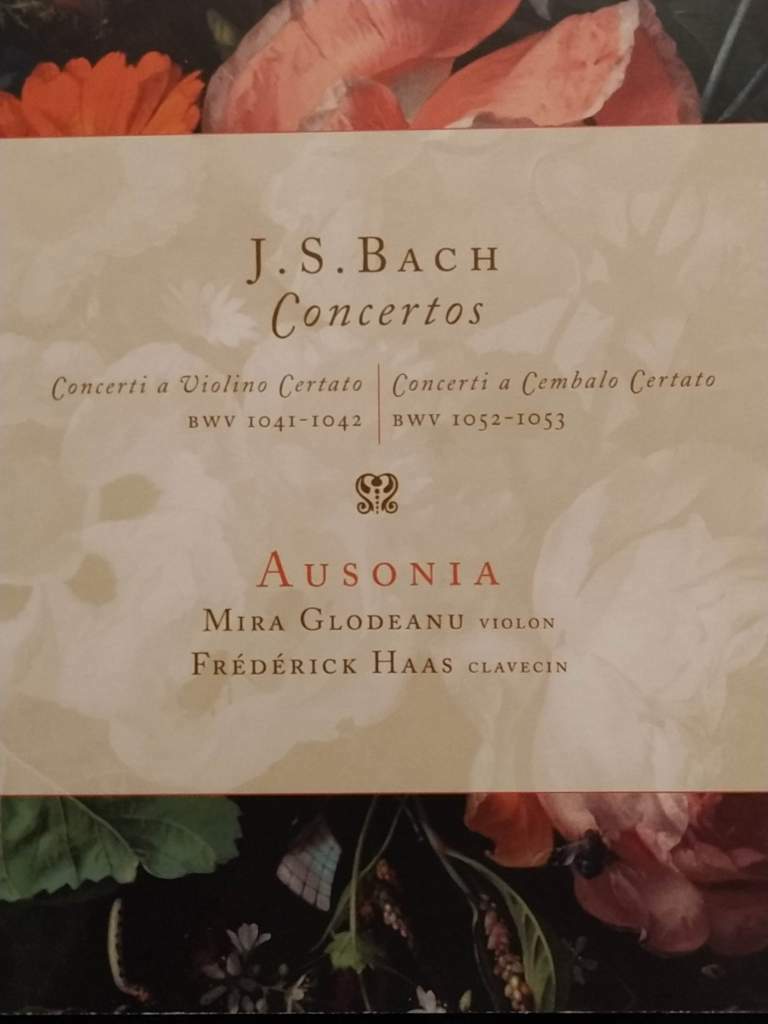 J.S.Bach
Concertos
Concerti a Violino Certato
BWV 1041-1042
Concerti a Cembalo Certato
BWV 1052-1053
Ausonia
Mira Glodeanu violon
Frédérick Haas clavecin